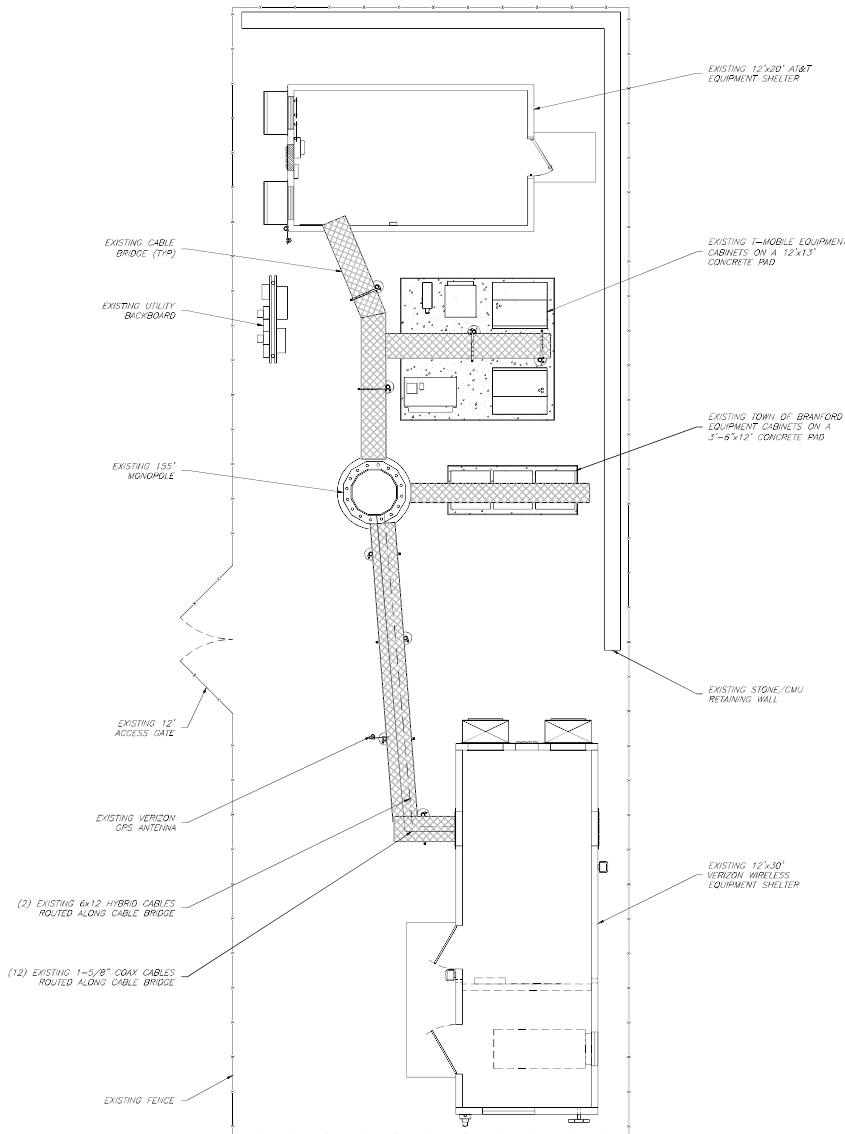 EXISTING 12'x20' AT&T
EQUIPMENT SHELTER
EXISTING CABLE
BRIDGE (TYP)
EXISTING T-MOBILE EQUIPMENT
CABINETS ON A 12'x13'
CONCRETE PAD
EXISTING UTILITY
BACKBOARD
EXISTING TOWN OF BRANFORD
EQUIPMENT CABINETS ON A
3'-6"x12' CONCRETE PAD
EXISTING 155'
MONOPOLE
EXISTING STONE/CMU
RETAINING WALL
EXISTING 12'
ACCESS GATE
EXISTING VERIZON
GPS ANTENNA
EXISTING 12'x30'
VERIZON WIRELESS
EQUIPMENT SHELTER
(2) EXISTING 6x12 HYBRID CABLES
ROUTED ALONG CABLE BRIDGE
(12) EXISTING 1-5/8" COAX CABLES
ROUTED ALONG CABLE BRIDGE
EXISTING FENCE